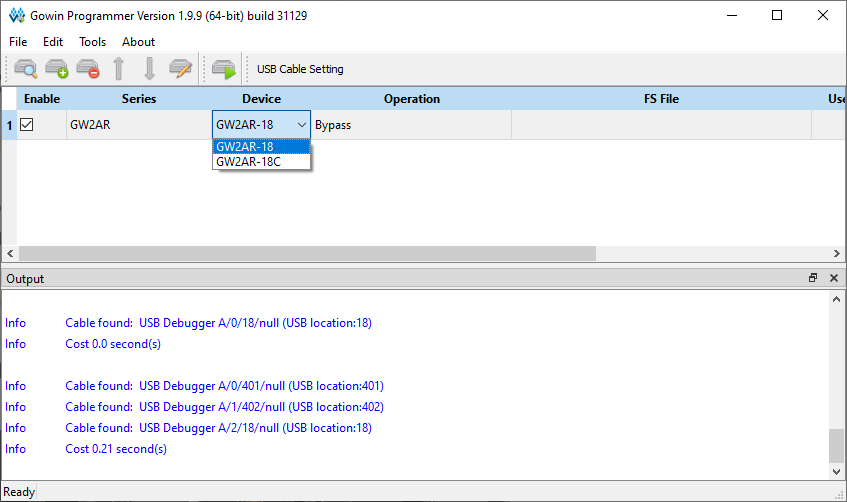 Gowin Programmer Version 1.9.9 (64-bit) build 31129
File Edit Tools About
USB Cable Setting
Enable Series Device Operation FS File Use
1 GW2AR GW2AR-18 Bypass
GW2AR-18
GW2AR-18C
Output
Info Cable found: USB Debugger A/0/18/null (USB location:18)
Info Cost 0.0 second(s)
Info Cable found: USB Debugger A/0/401/null (USB location:401)
Info Cable found: USB Debugger A/1/402/null (USB location:402)
Info Cable found: USB Debugger A/2/18/null (USB location:18)
Info Cost 0.21 second(s)
Ready